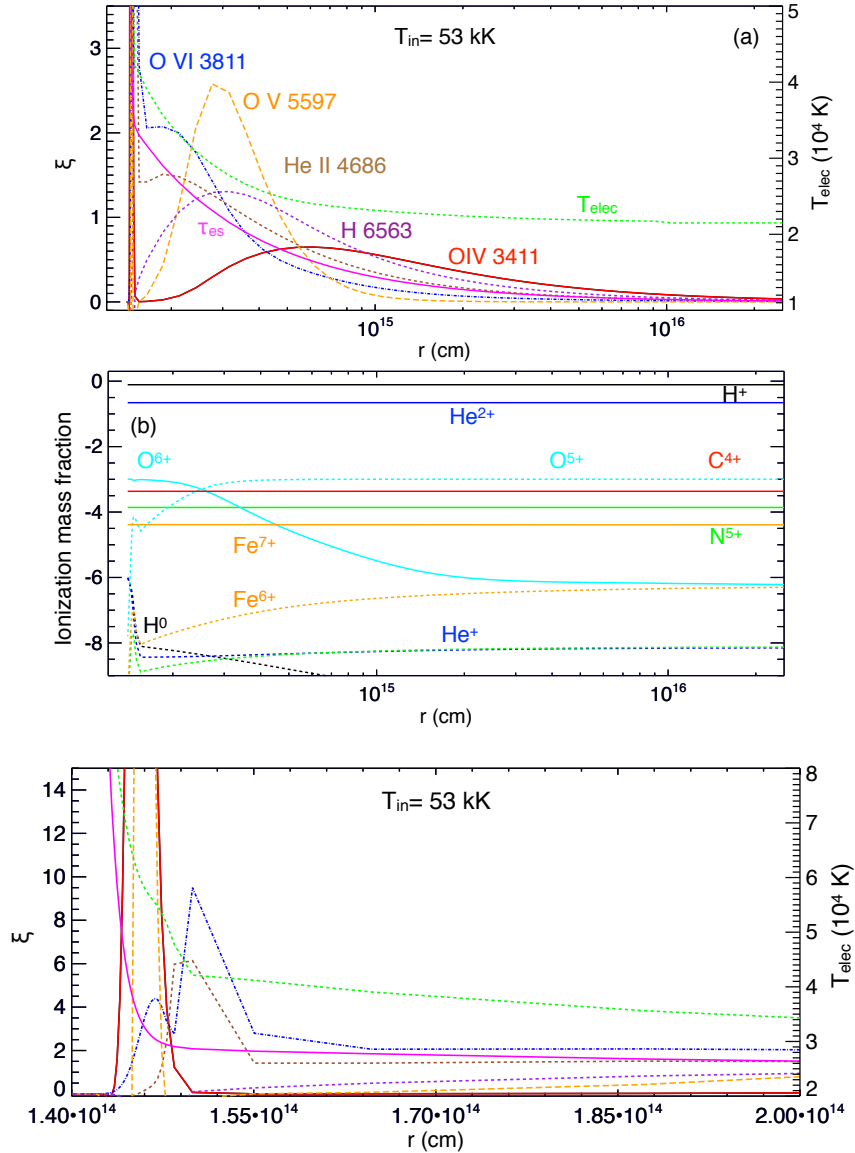 T_in= 53 kK
(a)
5
4
3
2
1
3
2
1
0
ξ
T_elec (10^4 K)
O VI 3811
O V 5597
He II 4686
T_elec
τ_es
H 6563
OIV 3411
10^15
10^16
r (cm)
0
-2
-4
-6
-8
Ionization mass fraction
H^+
(b)
He^2+
O^6+
O^5+
C^4+
N^5+
Fe^7+
Fe^6+
H^0
He^+
10^15
10^16
r (cm)
T_in= 53 kK
14
12
10
8
6
4
2
0
ξ
8
7
6
5
4
3
2
T_elec (10^4 K)
1.40•10^14
1.55•10^14
1.70•10^14
1.85•10^14
2.00•10^14
r (cm)